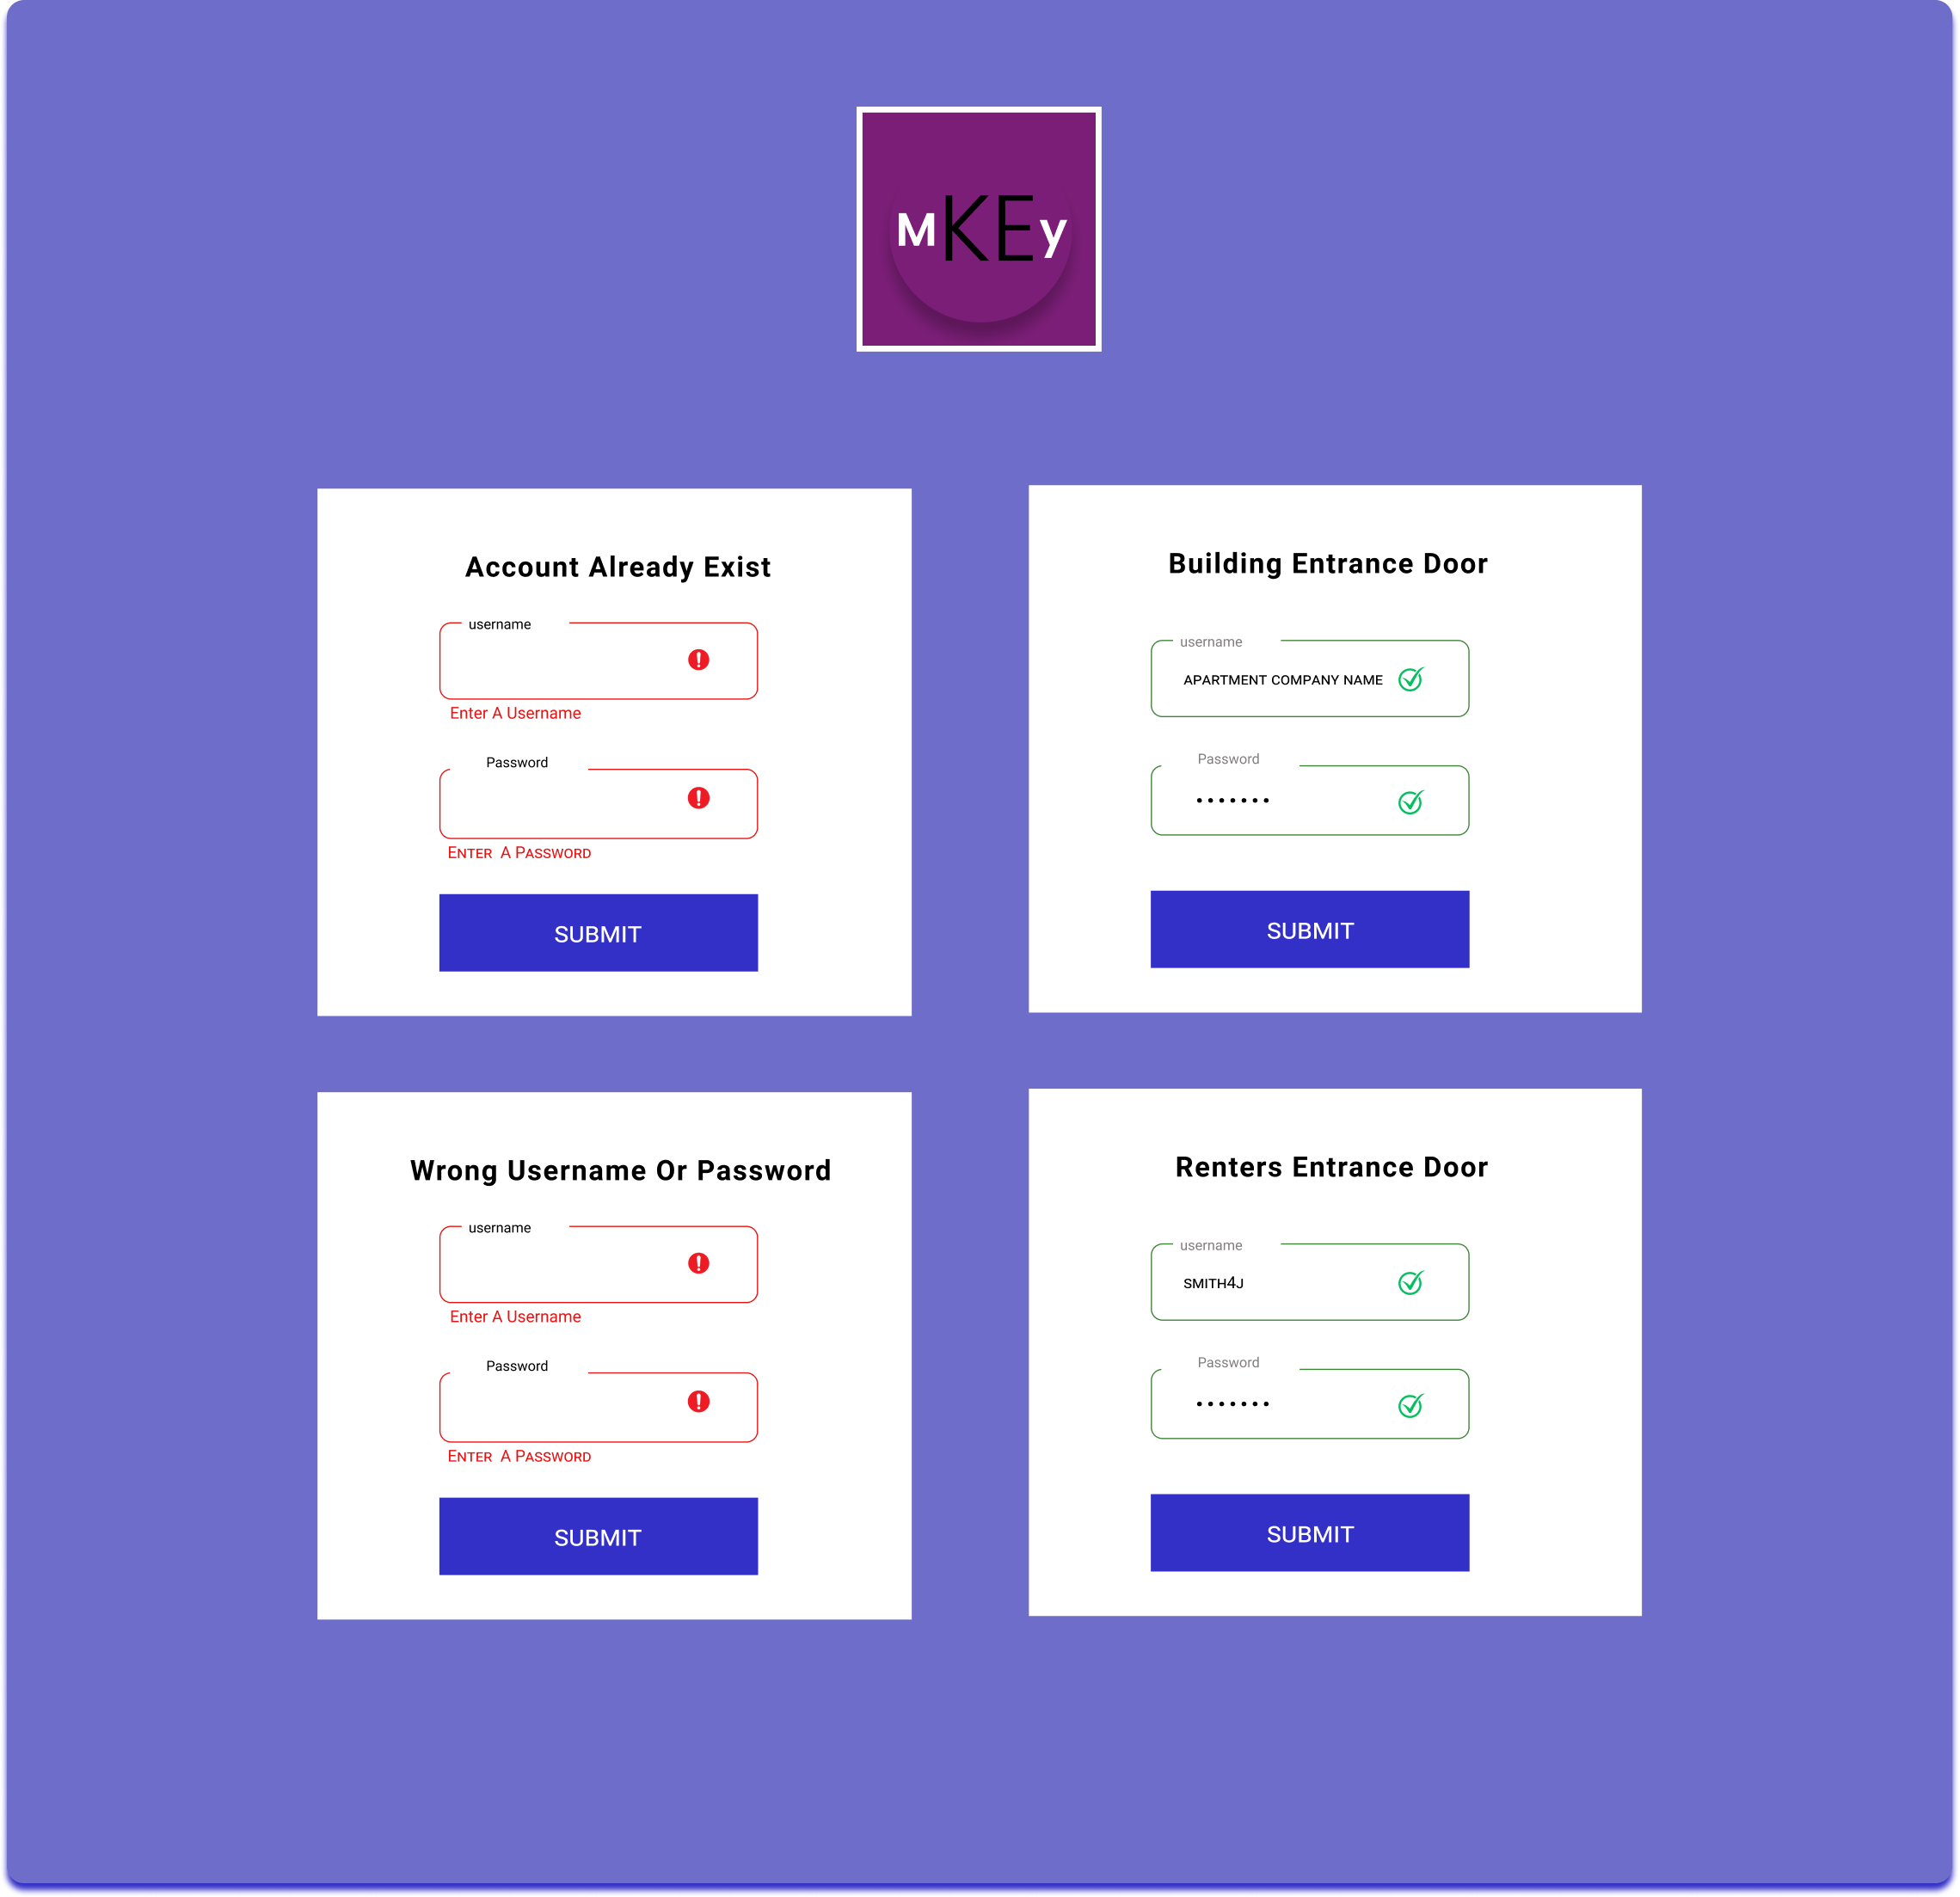 MKEy
Account Already Exist
username
Enter A Username
Password
Enter A Password
SUBMIT
Building Entrance Door
username
APARTMENT COMPANY NAME
Password
•••••••
SUBMIT
Wrong Username Or Password
username
Enter A Username
Password
Enter A Password
SUBMIT
Renters Entrance Door
username
SMITH4J
Password
•••••••
SUBMIT